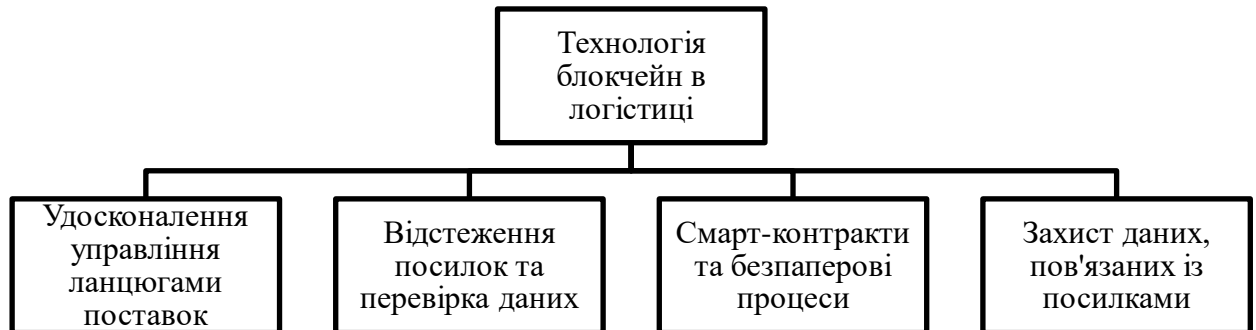 Технологія
блокчейн в
логістиці
Удосконалення
управління
ланцюгами
поставок
Відстеження
посилок та
перевірка даних
Смарт-контракти
та безпаперові
процеси
Захист даних,
пов'язаних із
посилками